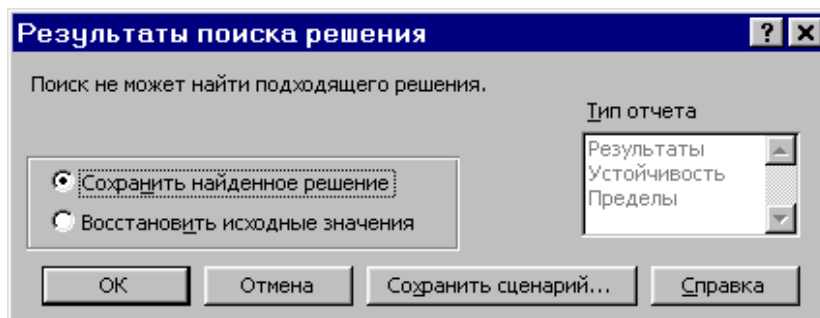 Результаты поиска решения
Поиск не может найти подходящего решения.
Тип отчета
Результаты
Устойчивость
Пределы
Сохранить найденное решение
Восстановить исходные значения
ОК
Отмена
Сохранить сценарий...
Справка